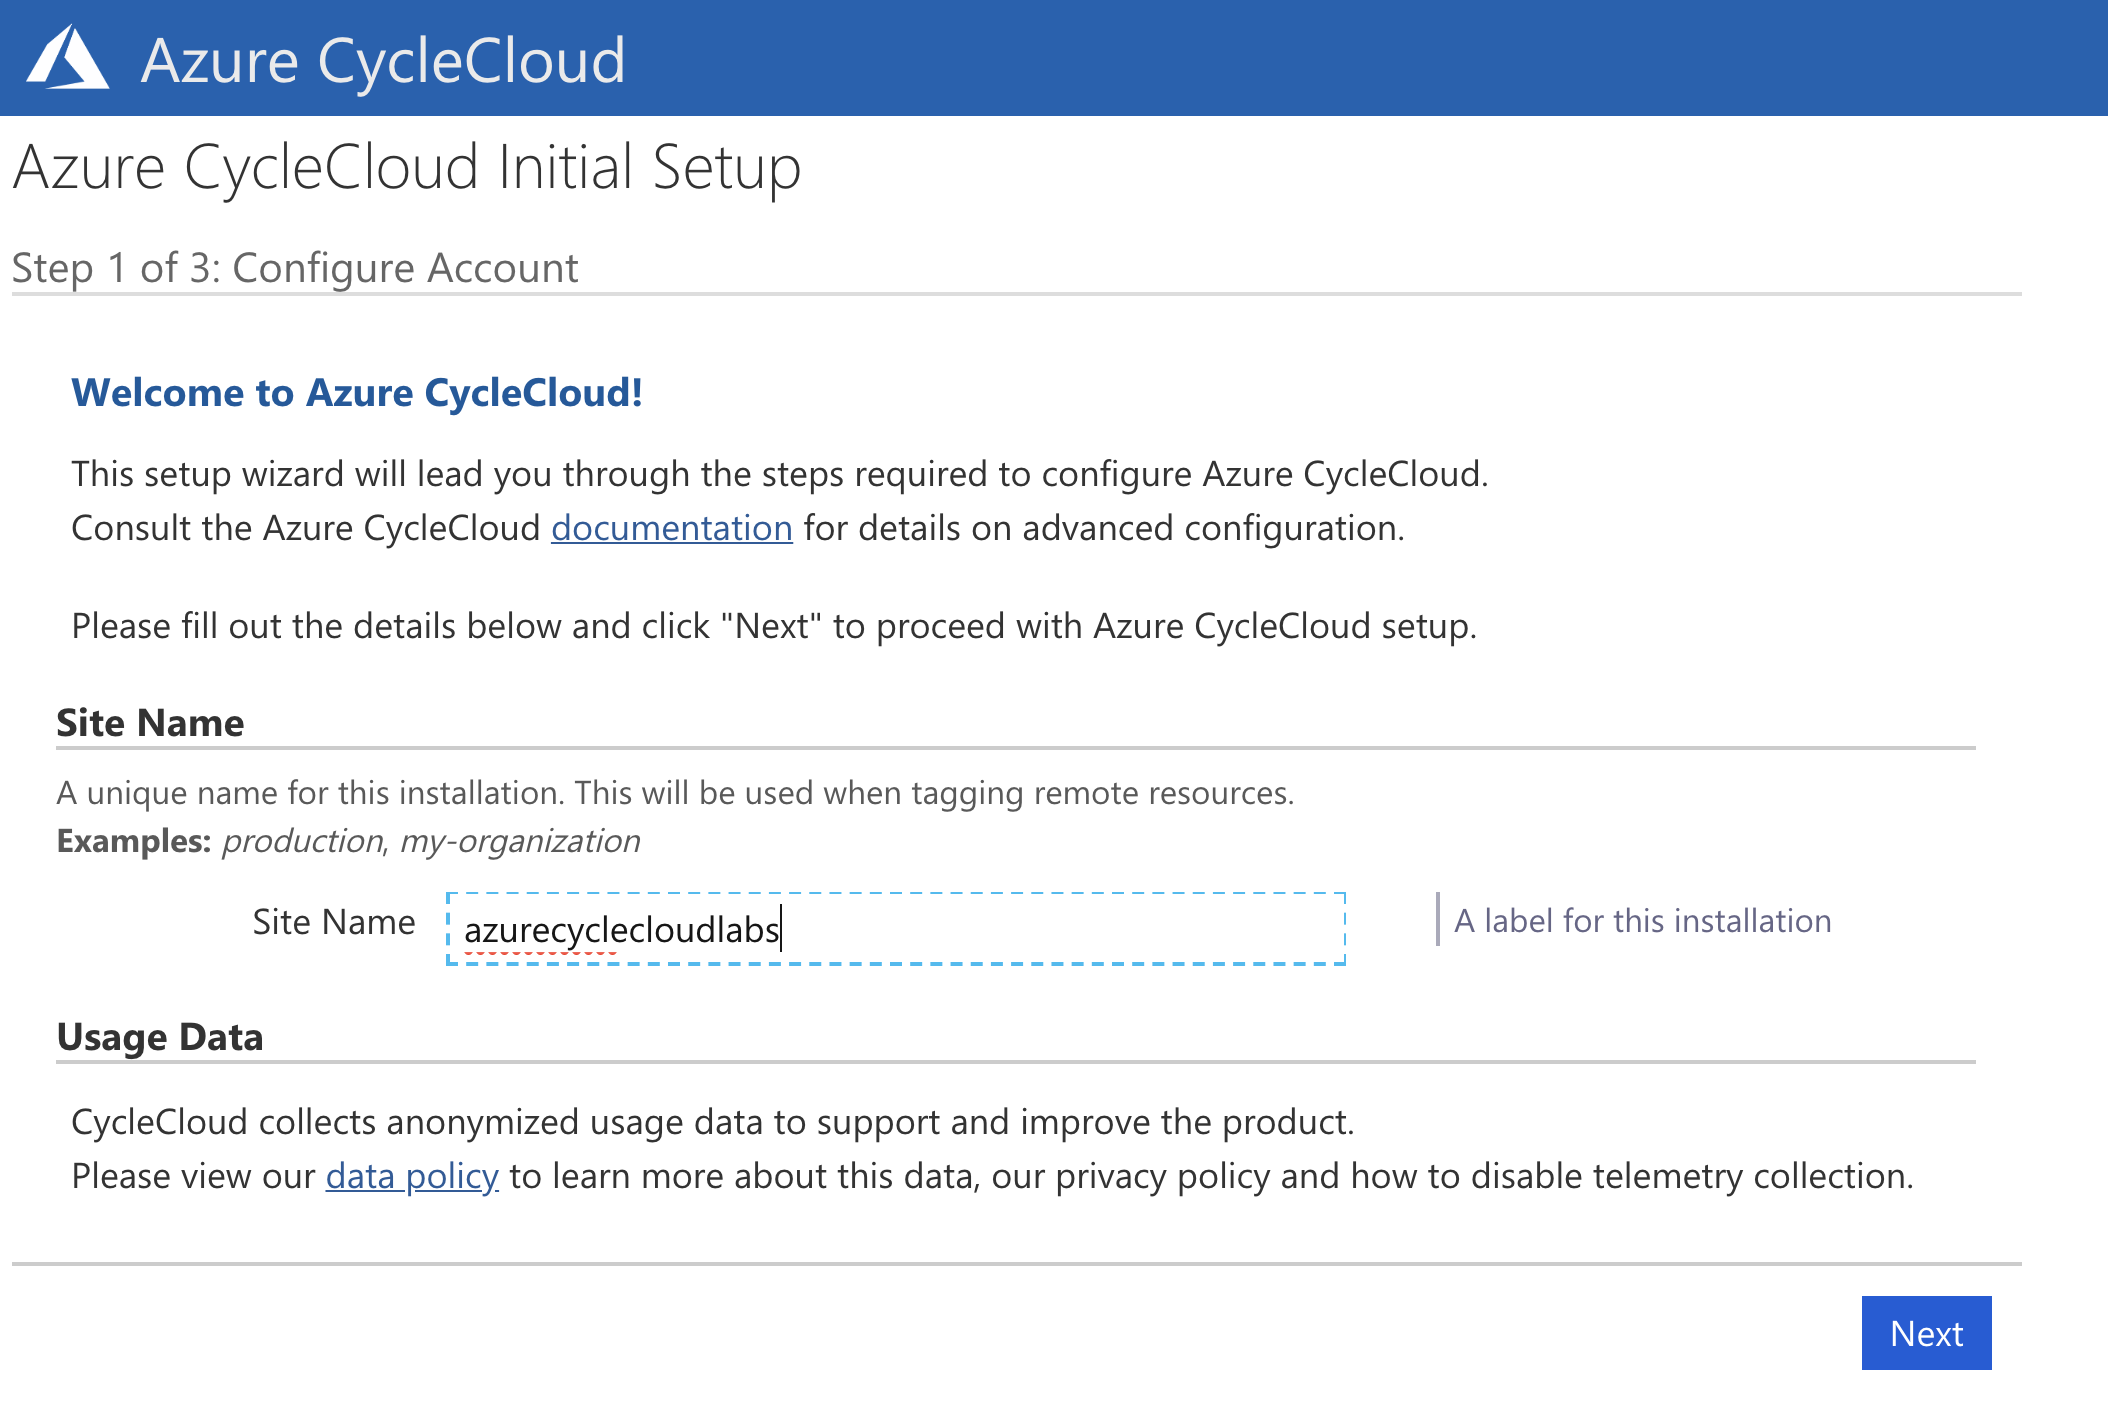 Azure CycleCloud
Azure CycleCloud Initial Setup
Step 1 of 3: Configure Account
Welcome to Azure CycleCloud!
This setup wizard will lead you through the steps required to configure Azure CycleCloud.
Consult the Azure CycleCloud documentation for details on advanced configuration.
Please fill out the details below and click "Next" to proceed with Azure CycleCloud setup.
Site Name
A unique name for this installation. This will be used when tagging remote resources.
Examples: production, my-organization
Site Name azurecyclecloudlabs A label for this installation
Usage Data
CycleCloud collects anonymized usage data to support and improve the product.
Please view our data policy to learn more about this data, our privacy policy and how to disable telemetry collection.
Next